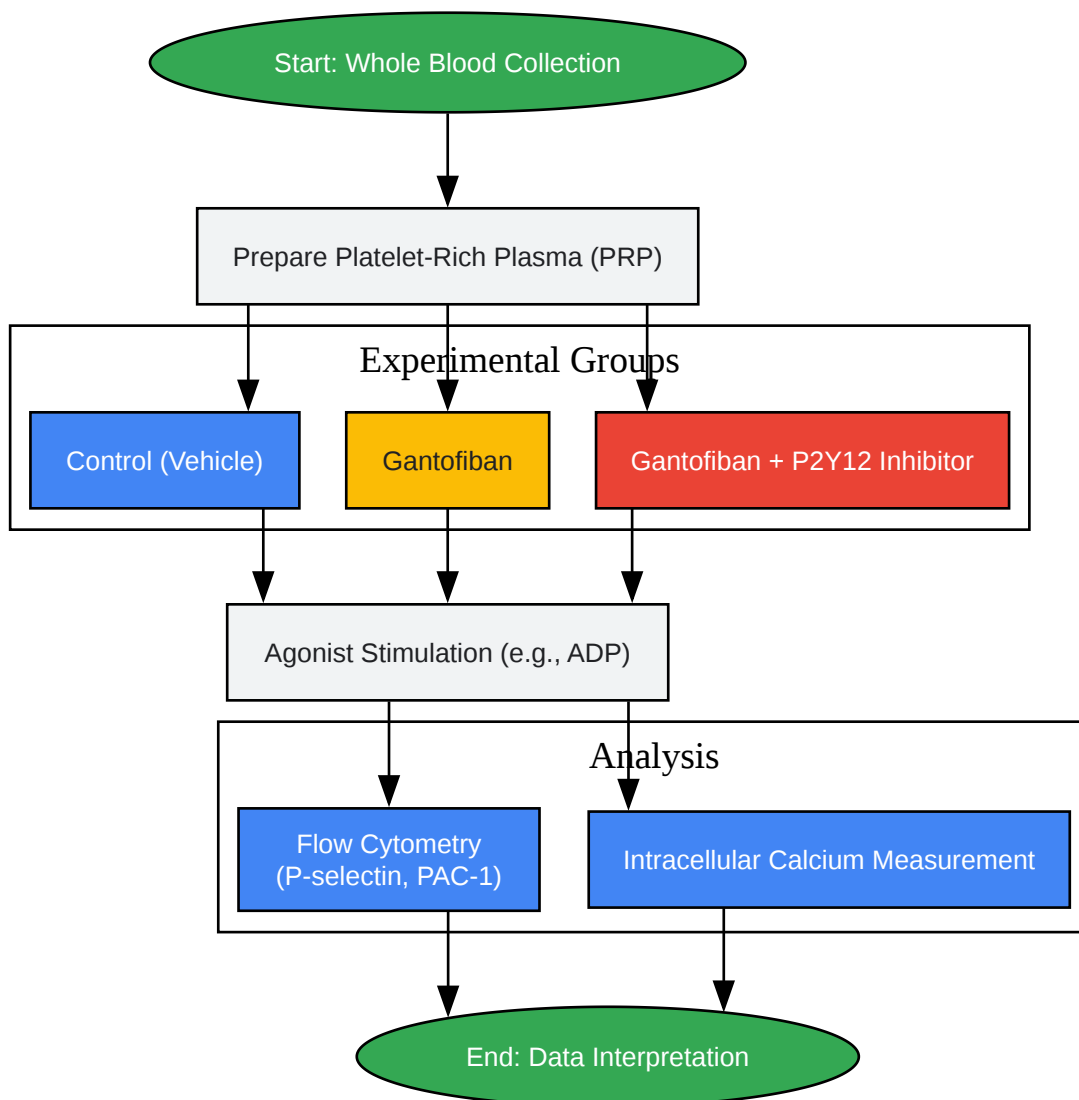 Start: Whole Blood Collection
Prepare Platelet-Rich Plasma (PRP)
Experimental Groups
Control (Vehicle)
Gantofiban
Gantofiban + P2Y12 Inhibitor
Agonist Stimulation (e.g., ADP)
Analysis
Flow Cytometry
(P-selectin, PAC-1)
Intracellular Calcium Measurement
End: Data Interpretation